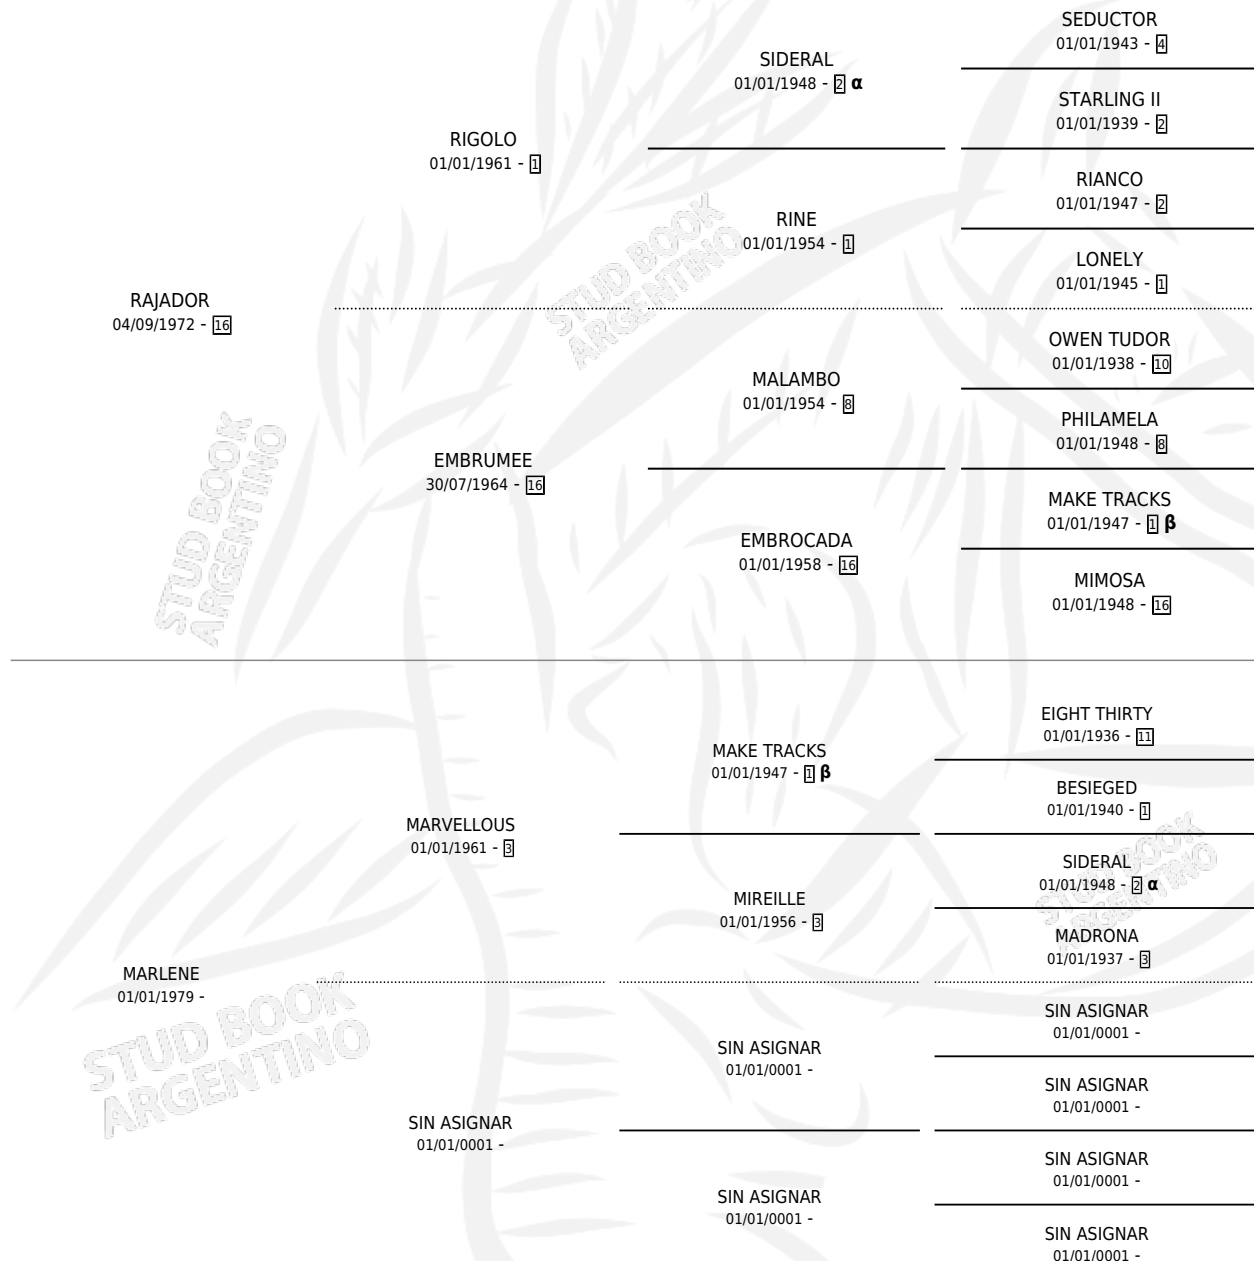 SEDUCTOR
01/01/1943 - 4
SIDERAL
01/01/1948 - 2 α
STARLING II
01/01/1939 - 2
RIGOLO
01/01/1961 - 1
RIANCO
01/01/1947 - 2
RINE
01/01/1954 - 1
LONELY
01/01/1945 - 1
RAJADOR
04/09/1972 - 16
OWEN TUDOR
01/01/1938 - 10
MALAMBO
01/01/1954 - 8
PHILAMELA
01/01/1948 - 8
EMBRUMEE
30/07/1964 - 16
MAKE TRACKS
01/01/1947 - 1 β
EMBROCADA
01/01/1958 - 16
MIMOSA
01/01/1948 - 16
EIGHT THIRTY
01/01/1936 - 11
MAKE TRACKS
01/01/1947 - 1 β
BESIEGED
01/01/1940 - 1
MARVELLOUS
01/01/1961 - 3
SIDERAL
01/01/1948 - 2 α
MIREILLE
01/01/1956 - 3
MADRONA
01/01/1937 - 3
MARLENE
01/01/1979 -
SIN ASIGNAR
01/01/0001 -
SIN ASIGNAR
01/01/0001 -
SIN ASIGNAR
01/01/0001 -
SIN ASIGNAR
01/01/0001 -
SIN ASIGNAR
01/01/0001 -
SIN ASIGNAR
01/01/0001 -
SIN ASIGNAR
01/01/0001 -
STUD BOOK
ARGENTINO
STUD BOOK
ARGENTINO
STUD BOOK
ARGENTINO
STUD BOOK
ARGENTINO